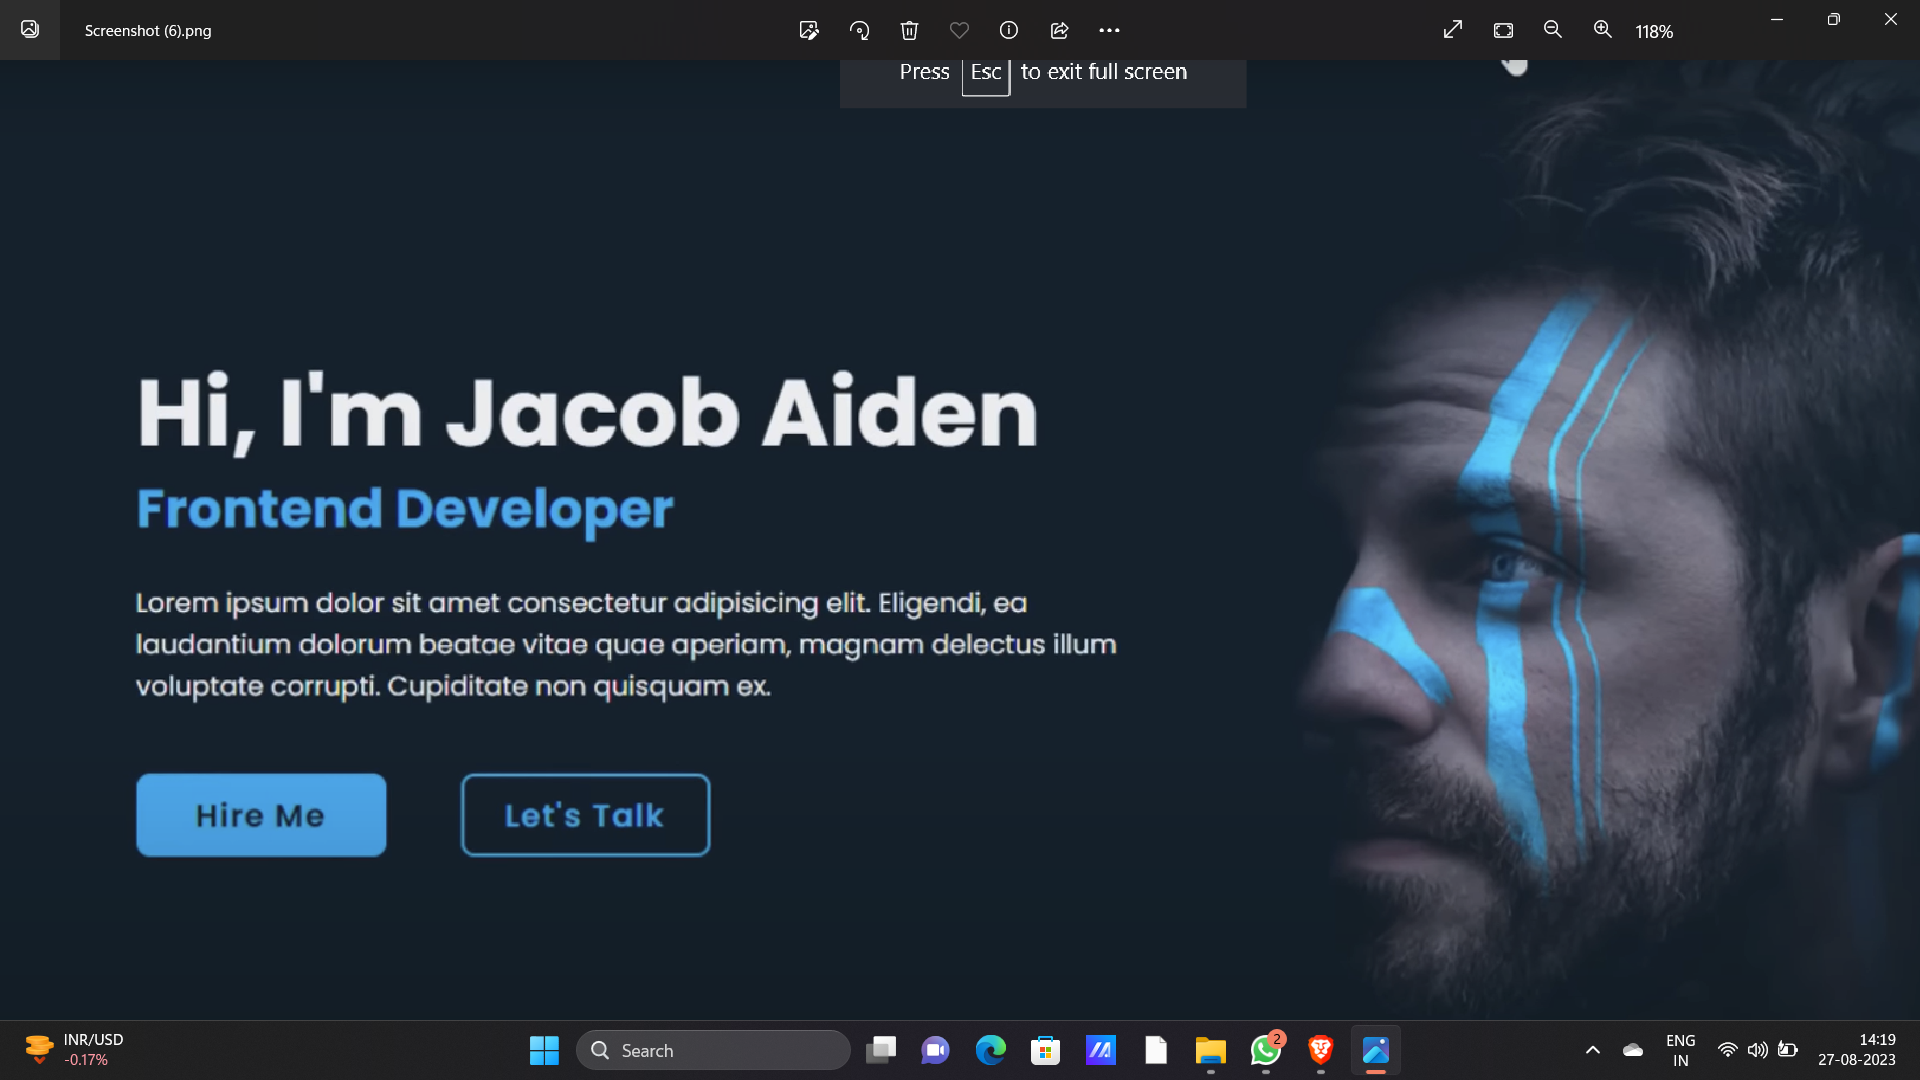 Screenshot (6).png
118%
Press Esc to exit full screen
Hi, I'm Jacob Aiden
Frontend Developer
Lorem ipsum dolor sit amet consectetur adipisicing elit. Eligendi, ea
laudantium dolorum beatae vitae quae aperiam, magnam delectus illum
voluptate corrupti. Cupiditate non quisquam ex.
Hire Me
Let's Talk
INR/USD
-0.17%
Search
2
ENG
IN
14:19
27-08-2023